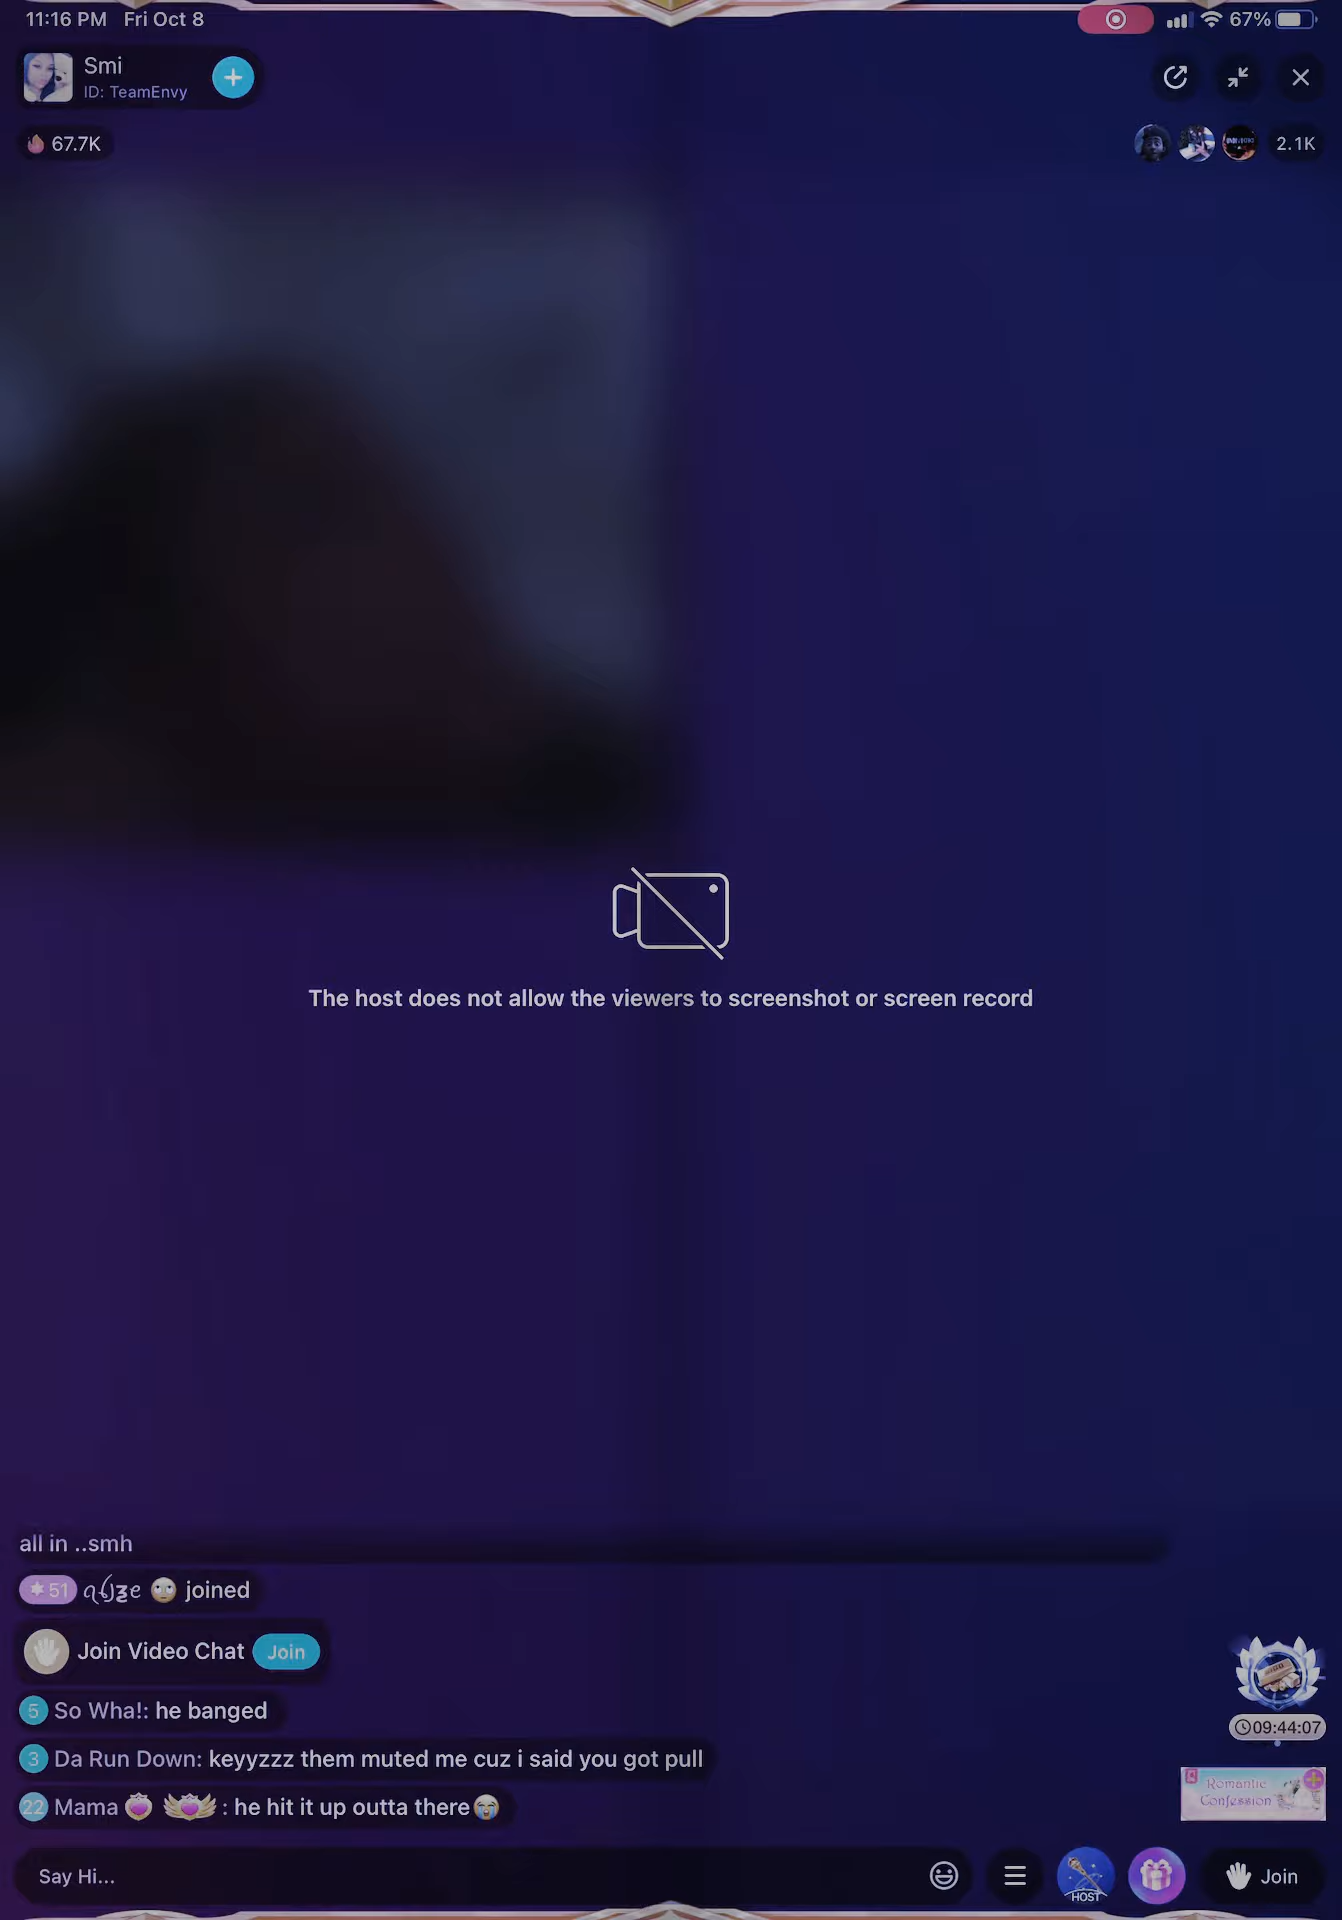 11:16 PM Fri Oct 8
67%
Smi
ID: TeamEnvy
67.7K
2.1K
The host does not allow the viewers to screenshot or screen record
all in ..smh
51 joined
Join Video Chat Join
5 So Wha!: he banged
3 Da Run Down: keyyzzz them muted me cuz i said you got pull
22 Mama : he hit it up outta there😭
09:44:07
Romantic
Confession
Say Hi...
HOST
Join